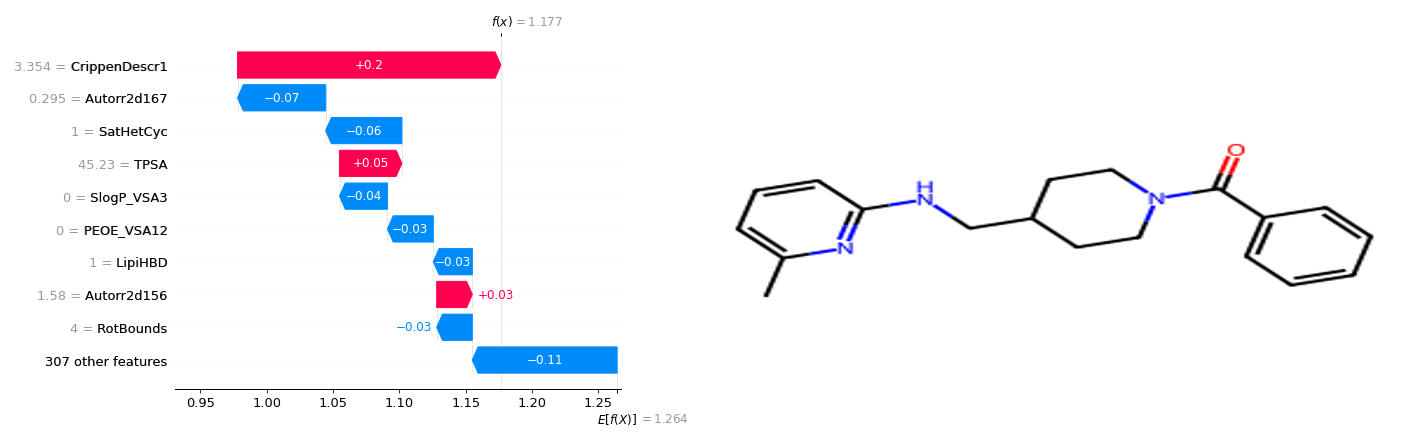 f(x) = 1.177
3.354 = CrippenDescr1 +0.2
0.295 = Autorr2d167 −0.07
1 = SatHetCyc −0.06
45.23 = TPSA +0.05
0 = SlogP_VSA3 −0.04
0 = PEOE_VSA12 −0.03
1 = LipiHBD −0.03
1.58 = Autorr2d156 +0.03
4 = RotBounds −0.03
307 other features −0.11
0.95 1.00 1.05 1.10 1.15 1.20 1.25
E[f(X)] = 1.264
O
H
N
N
N